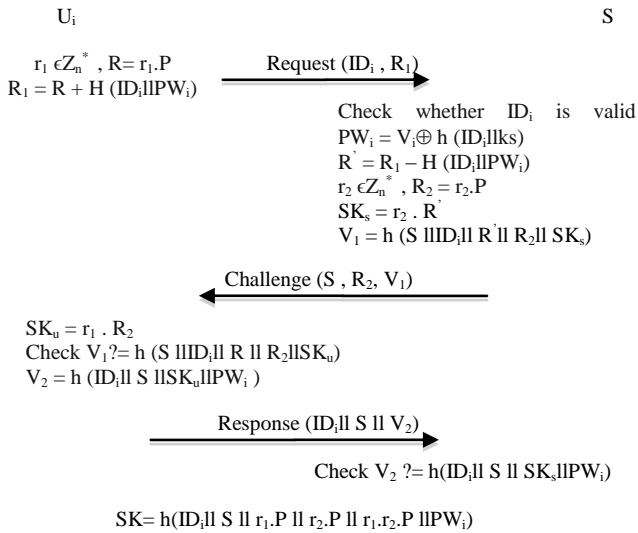 Uᵢ S
r₁ ϵZₙ* , R= r₁.P
Request (IDᵢ , R₁)
R₁ = R + H (IDᵢllPWᵢ)
Check whether IDᵢ is valid
PWᵢ = Vᵢ⊕ h (IDᵢllks)
R' = R₁ – H (IDᵢllPWᵢ)
r₂ ϵZₙ* , R₂ = r₂.P
SKₛ = r₂ . R'
V₁ = h (S llIDᵢll R'll R₂ll SKₛ)
Challenge (S , R₂, V₁)
SKᵤ = r₁ . R₂
Check V₁?= h (S llIDᵢll R ll R₂llSKᵤ)
V₂ = h (IDᵢll S llSKᵤllPWᵢ )
Response (IDᵢll S ll V₂)
Check V₂ ?= h(IDᵢll S ll SKₛllPWᵢ)
SK= h(IDᵢll S ll r₁.P ll r₂.P ll r₁.r₂.P llPWᵢ)